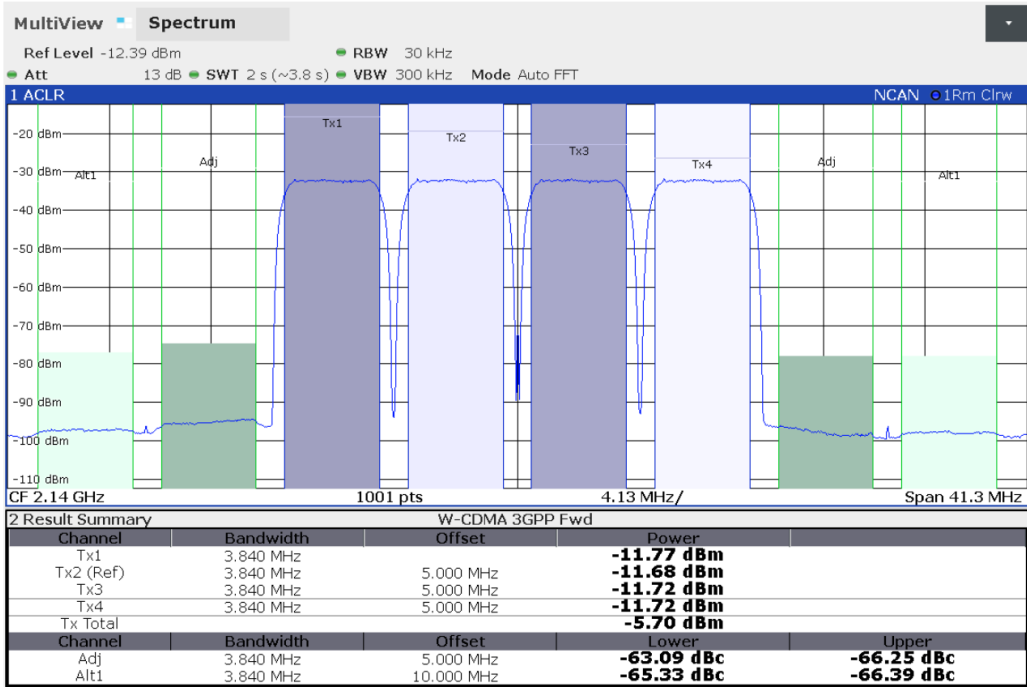 MultiView Spectrum
Ref Level -12.39 dBm RBW 30 kHz
Att 13 dB SWT 2 s (~3.8 s) VBW 300 kHz Mode Auto FFT
1 ACLR NCAN 1Rm Clrw
Tx1
-20 dBm
Tx2
Tx3
Adj Tx4 Adj
-30 dBm
Alt1 Alt1
-40 dBm
-50 dBm
-60 dBm
-70 dBm
-80 dBm
-90 dBm
-100 dBm
-110 dBm
CF 2.14 GHz 1001 pts 4.13 MHz/ Span 41.3 MHz
2 Result Summary W-CDMA 3GPP Fwd
Channel Bandwidth Offset Power
Tx1 3.840 MHz -11.77 dBm
Tx2 (Ref) 3.840 MHz 5.000 MHz -11.68 dBm
Tx3 3.840 MHz 5.000 MHz -11.72 dBm
Tx4 3.840 MHz 5.000 MHz -11.72 dBm
Tx Total -5.70 dBm
Channel Bandwidth Offset Lower Upper
Adj 3.840 MHz 5.000 MHz -63.09 dBc -66.25 dBc
Alt1 3.840 MHz 10.000 MHz -65.33 dBc -66.39 dBc